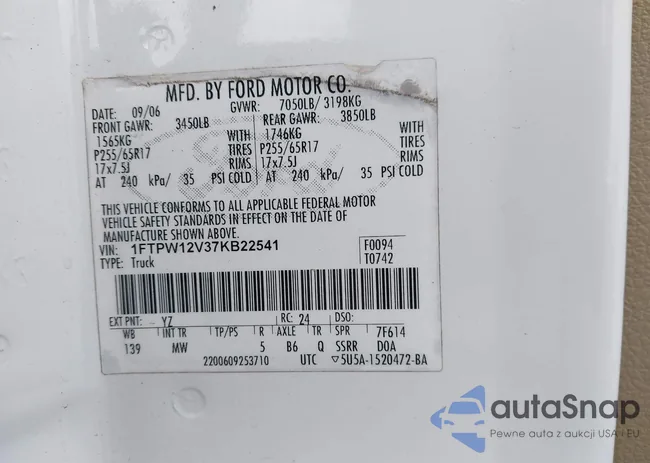 MFD. BY FORD MOTOR CO.
DATE: 09/06 GVWR: 7050LB/ 3198KG
FRONT GAWR: 3450LB REAR GAWR: 3850LB
1565KG WITH 1746KG WITH
P255/65R17 TIRES P255/65R17 TIRES
17x7.5J RIMS 17x7.5J RIMS
AT 240 kPa/ 35 PSI COLD AT 240 kPa/ 35 PSI COLD
Ford
THIS VEHICLE CONFORMS TO ALL APPLICABLE FEDERAL MOTOR
VEHICLE SAFETY STANDARDS IN EFFECT ON THE DATE OF
MANUFACTURE SHOWN ABOVE.
VIN: 1FTPW12V37KB22541 F0094
TYPE: Truck T0742
EXT PNT: YZ RC: 24 DSO:
WB INT TR TP/PS R AXLE TR SPR 7F614
139 MW 5 B6 Q SSRR DOA
2200609253710 UTC ▽5U5A-1520472-BA
autaSnap
Pewne auta z aukcji USA i EU